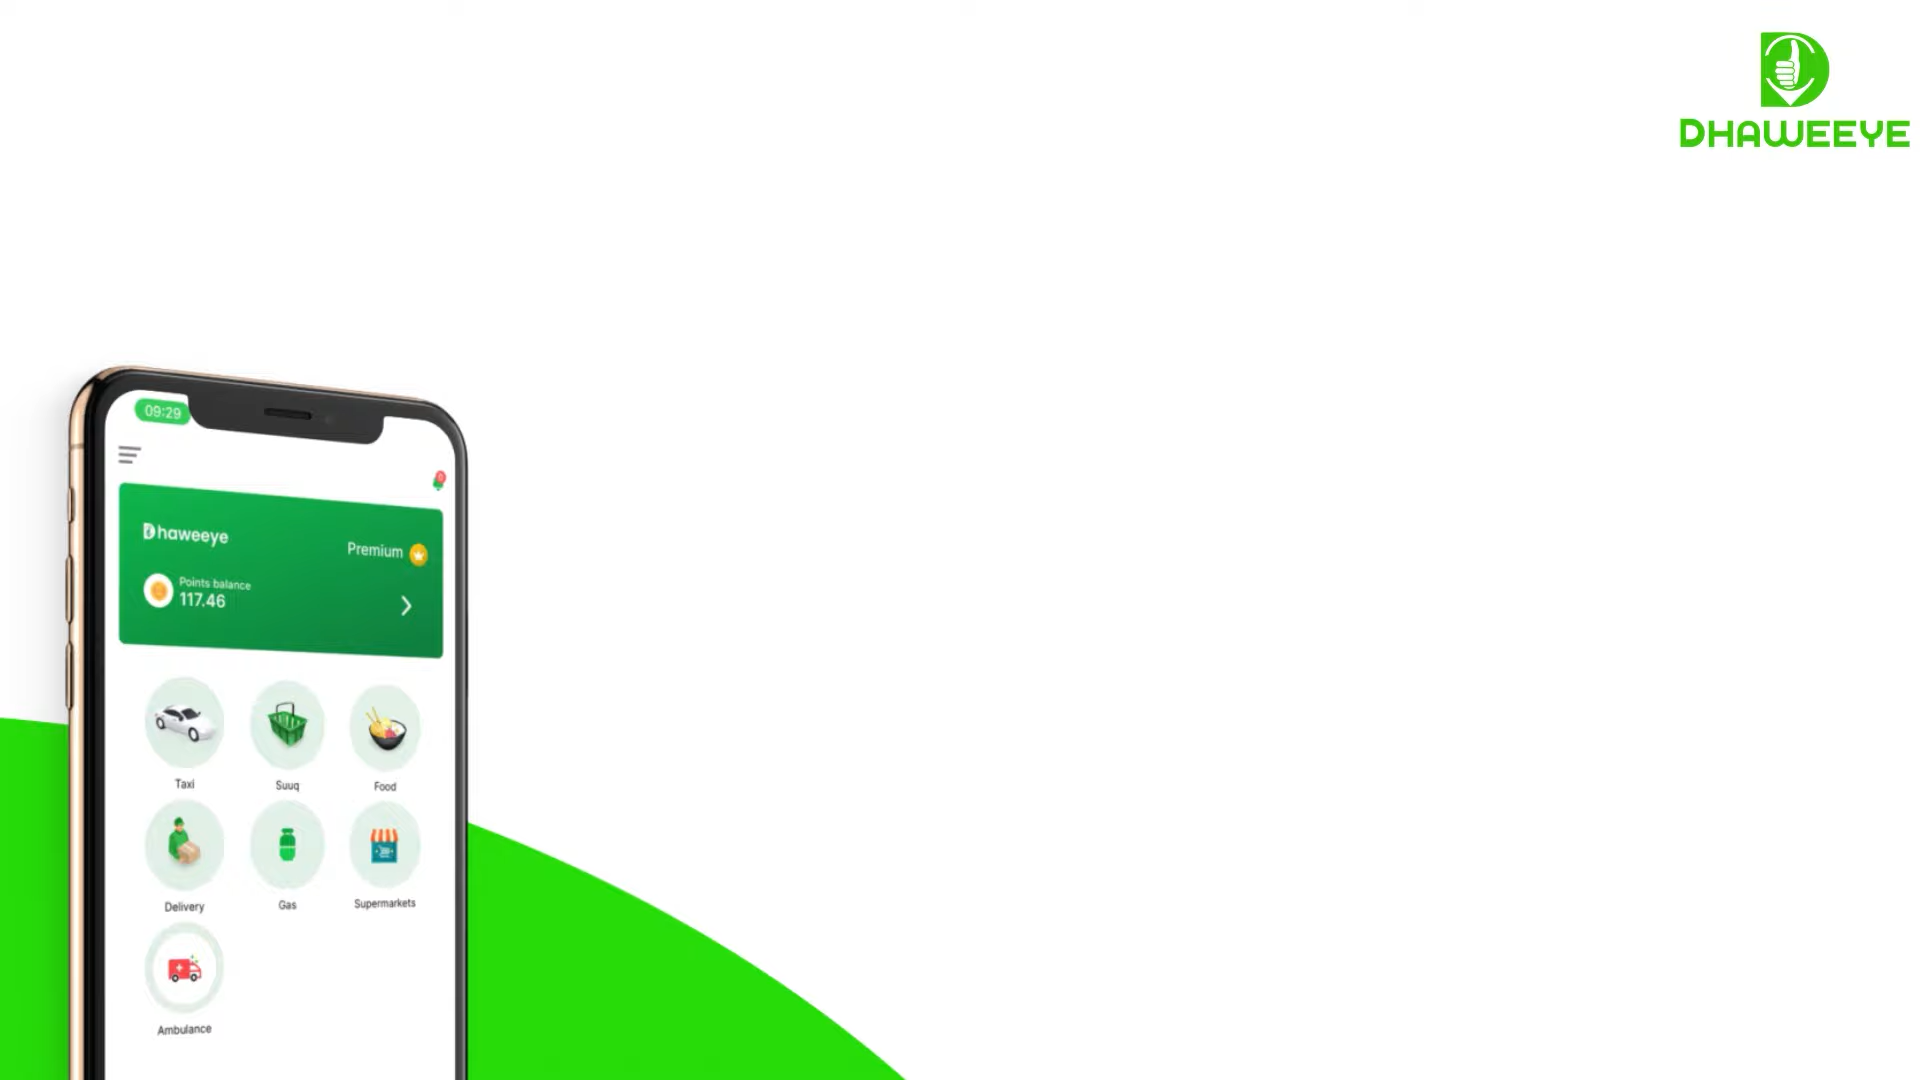 DHAWEEYE
09:29
Dhaweeye
Premium
Points balance
117.46
Taxi
Suuq
Food
Delivery
Gas
Supermarkets
Ambulance